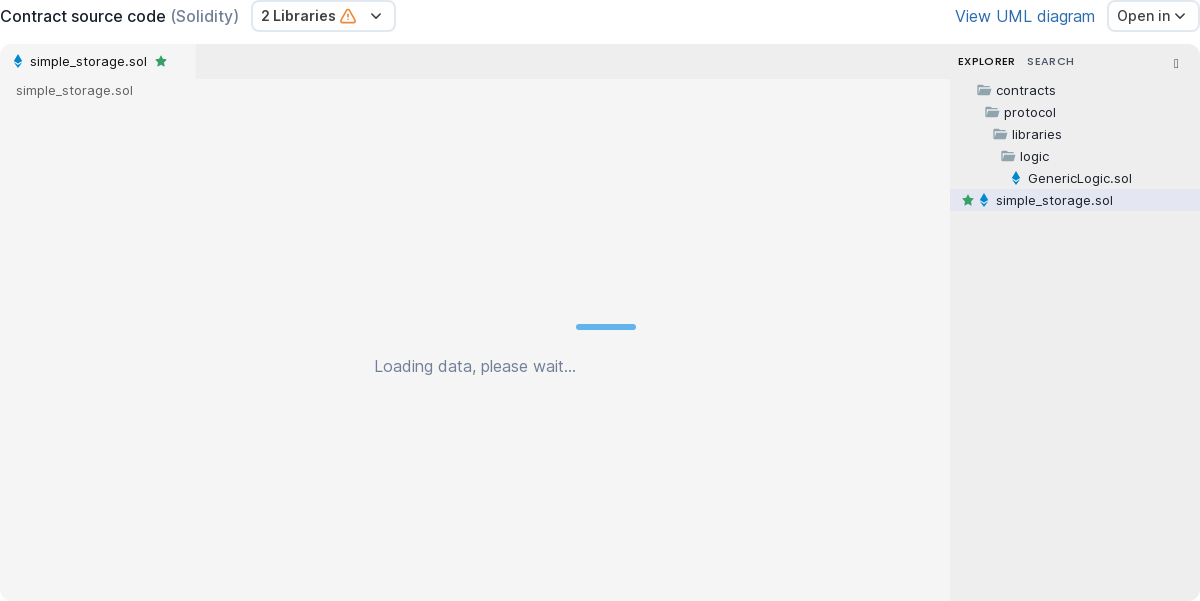 Contract source code (Solidity)
2 Libraries
View UML diagram
Open in
simple_storage.sol
EXPLORER
SEARCH
simple_storage.sol
contracts
protocol
libraries
logic
GenericLogic.sol
simple_storage.sol
Loading data, please wait...